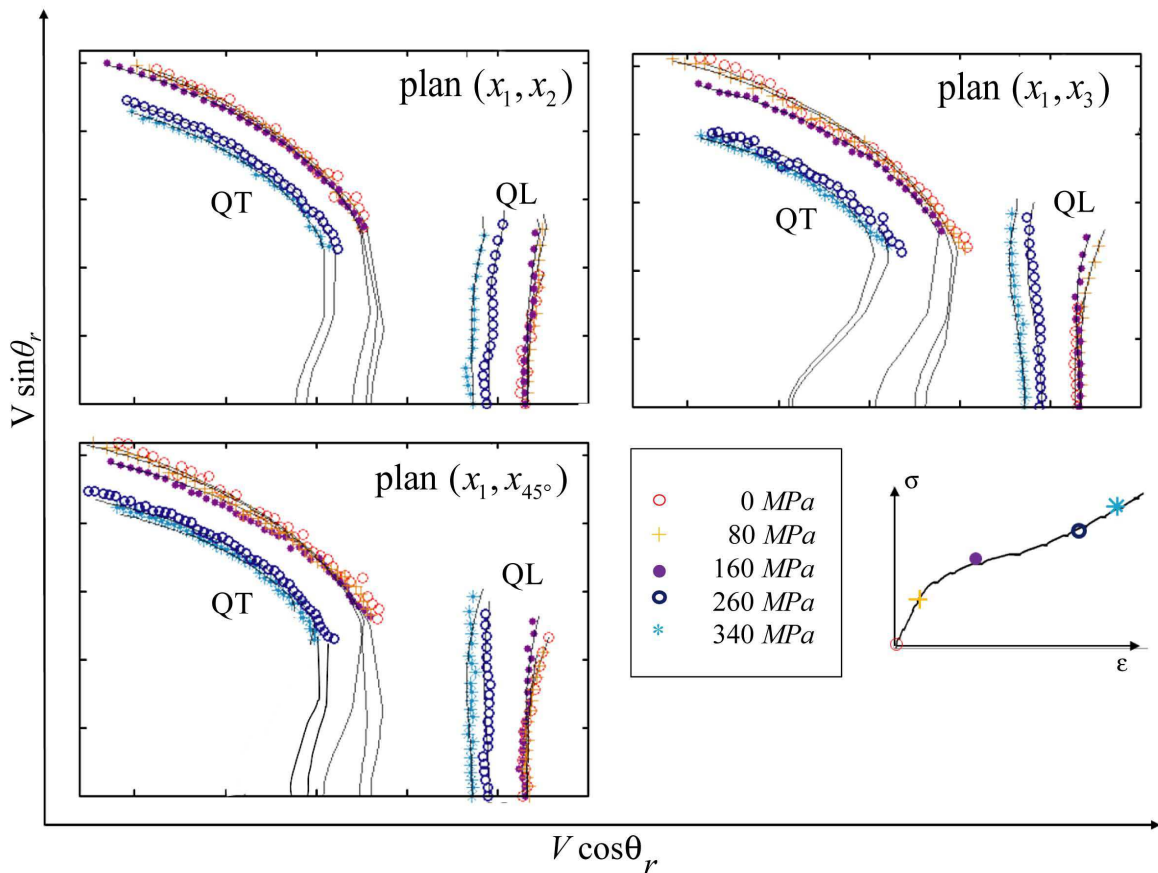 V sinθr
plan (x1, x2)
QT
QL
plan (x1, x3)
QT
QL
plan (x1, x45°)
QT
QL
0 MPa
80 MPa
160 MPa
260 MPa
340 MPa
σ
ε
V cosθr